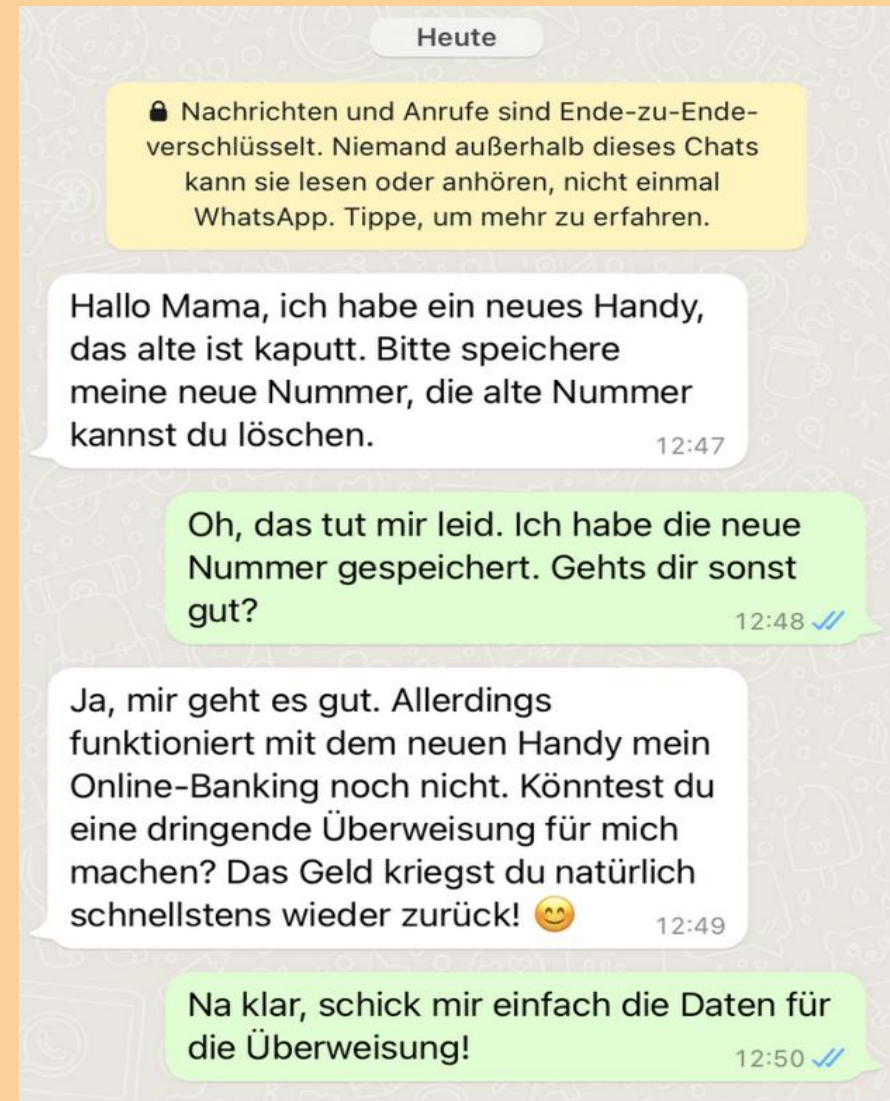 Heute
🔒 Nachrichten und Anrufe sind Ende-zu-Ende-
verschlüsselt. Niemand außerhalb dieses Chats
kann sie lesen oder anhören, nicht einmal
WhatsApp. Tippe, um mehr zu erfahren.
Hallo Mama, ich habe ein neues Handy,
das alte ist kaputt. Bitte speichere
meine neue Nummer, die alte Nummer
kannst du löschen. 12:47
Oh, das tut mir leid. Ich habe die neue
Nummer gespeichert. Gehts dir sonst
gut? 12:48
Ja, mir geht es gut. Allerdings
funktioniert mit dem neuen Handy mein
Online-Banking noch nicht. Könntest du
eine dringende Überweisung für mich
machen? Das Geld kriegst du natürlich
schnellstens wieder zurück! 😊 12:49
Na klar, schick mir einfach die Daten für
die Überweisung! 12:50